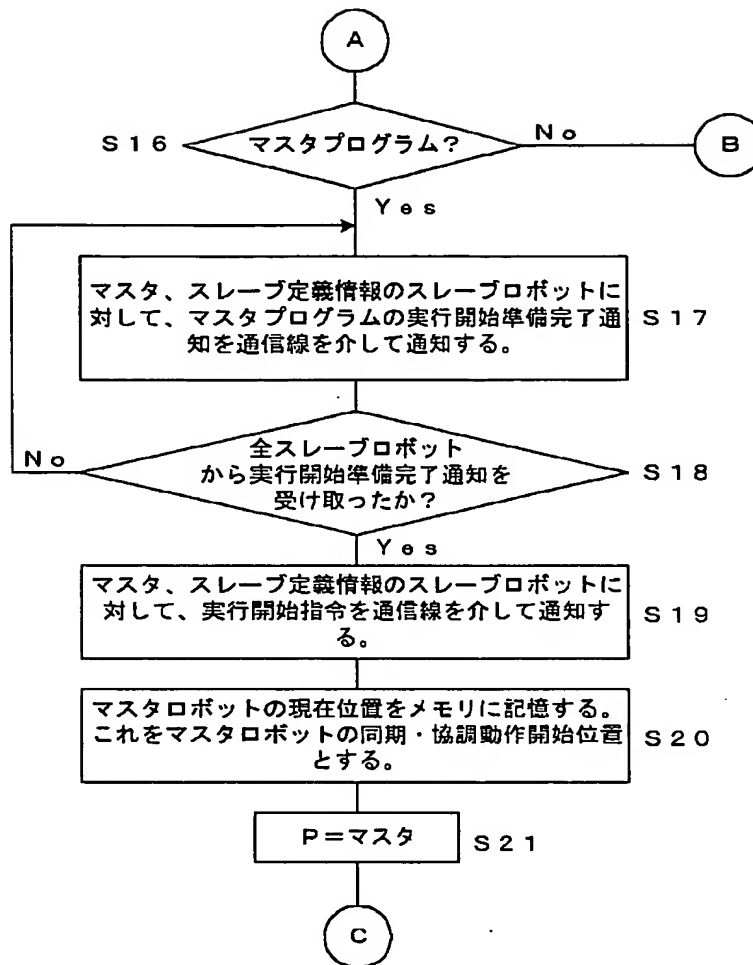 A
S16
マスタプログラム?
No
B
Yes
マスタ、スレーブ定義情報のスレーブロボットに
対して、マスタプログラムの実行開始準備完了通
知を通信線を介して通知する。
S17
No
全スレーブロボット
から実行開始準備完了通知を
受け取ったか?
S18
Yes
マスタ、スレーブ定義情報のスレーブロボットに
対して、実行開始指令を通信線を介して通知す
る。
S19
マスタロボットの現在位置をメモリに記憶する。
これをマスタロボットの同期・協調動作開始位置
とする。
S20
P=マスタ
S21
C